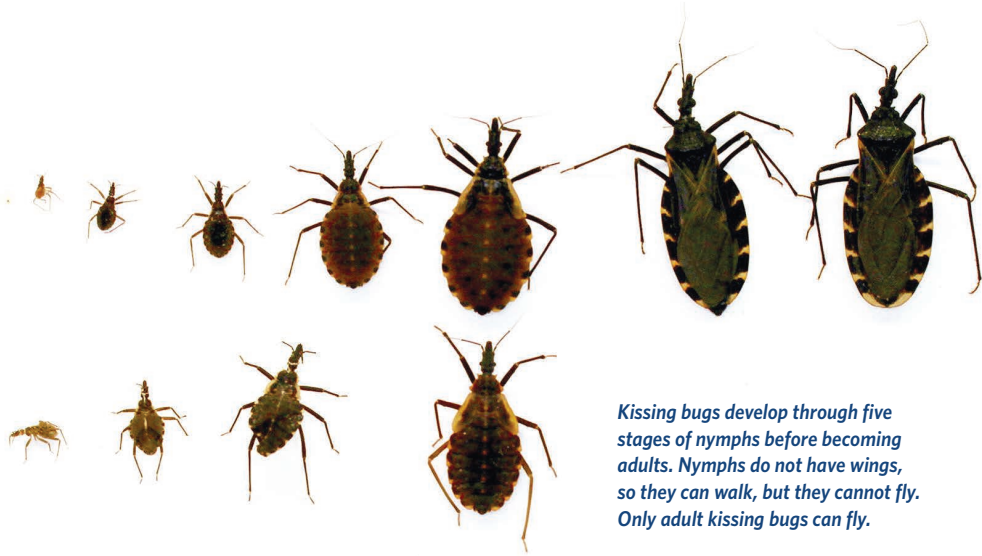 Kissing bugs develop through five
stages of nymphs before becoming
adults. Nymphs do not have wings,
so they can walk, but they cannot fly.
Only adult kissing bugs can fly.